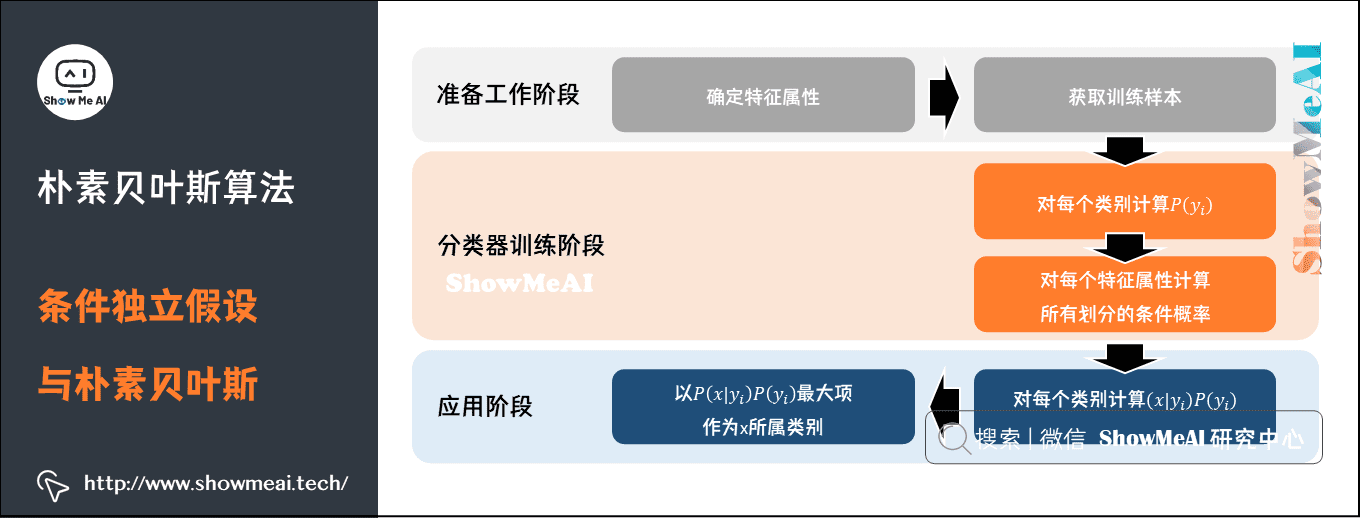 Show Me AI
朴素贝叶斯算法
条件独立假设
与朴素贝叶斯
http://www.showmeai.tech/
准备工作阶段
确定特征属性
获取训练样本
ShowMeAI
分类器训练阶段
ShowMeAI
对每个类别计算P(yᵢ)
对每个特征属性计算
所有划分的条件概率
应用阶段
以P(x|yᵢ)P(yᵢ)最大项
作为x所属类别
对每个类别计算(x|yᵢ)P(yᵢ)
搜索 | 微信 ShowMeAI 研究中心